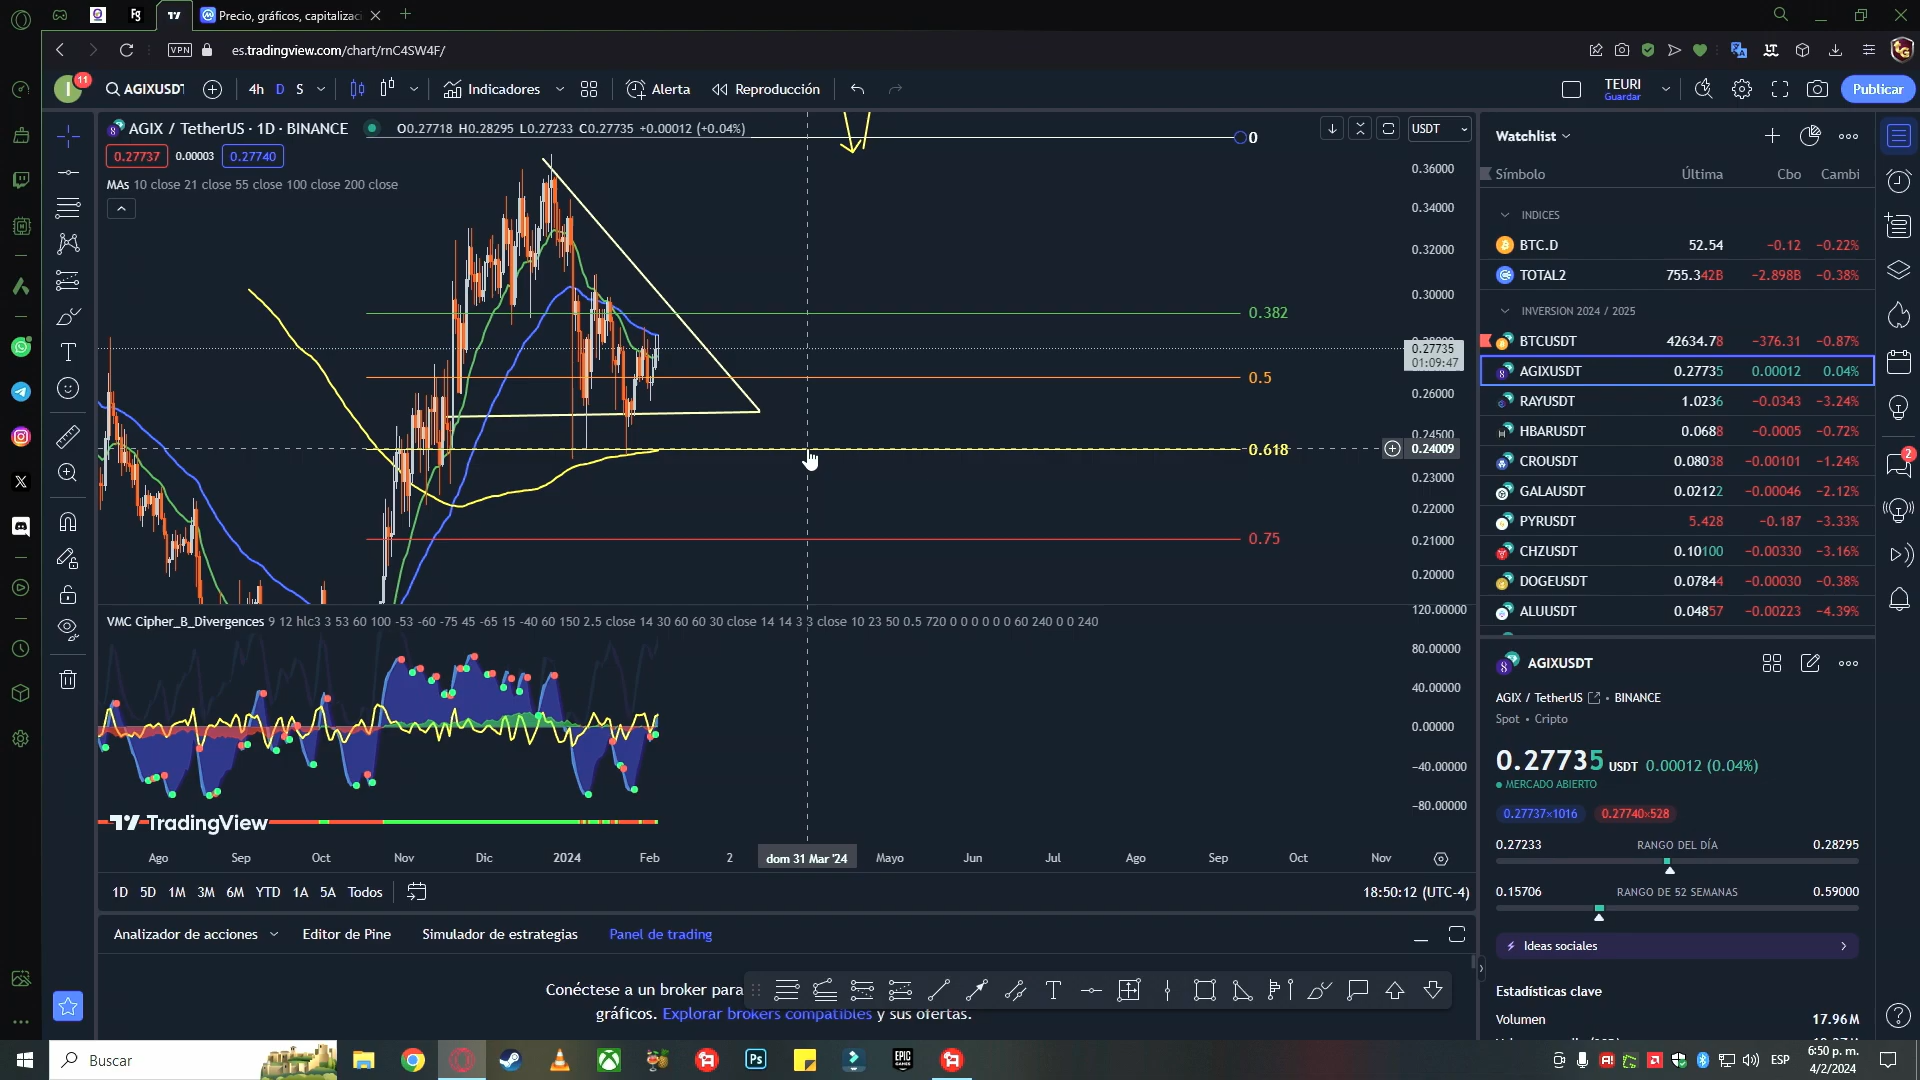 Precio, gráficos, capitalizac
VPN
es.tradingview.com/chart/rnC4SW4F/
11
I
AGIXUSDT
4h D S
Indicadores
Alerta
Reproducción
TEURI
Guardar
Publicar
AGIX / TetherUS · 1D · BINANCE
O0.27718 H0.28295 L0.27233 C0.27735 +0.00012 (+0.04%)
0.27737 0.00003 0.27740
MAs 10 close 21 close 55 close 100 close 200 close
USDT
0
0.382
0.5
0.618
0.75
0.36000
0.34000
0.32000
0.30000
0.27735
01:09:47
0.26000
0.24500
0.24009
0.23000
0.22000
0.21000
0.20000
120.00000
80.00000
40.00000
0.00000
−40.00000
−80.00000
VMC Cipher_B_Divergences 9 12 hlc3 3 53 60 100 -53 -60 -75 45 -65 15 -40 60 150 2.5 close 14 30 60 60 30 close 14 14 3 3 close 10 23 50 0.5 720 0 0 0 0 0 0 60 240 0 0 240
TradingView
Ago Sep Oct Nov Dic 2024 Feb 2 dom 31 Mar '24 Mayo Jun Jul Ago Sep Oct Nov
1D 5D 1M 3M 6M YTD 1A 5A Todos
18:50:12 (UTC-4)
Analizador de acciones
Editor de Pine
Simulador de estrategias
Panel de trading
Conéctese a un broker para
gráficos. Explorar brokers compatibles y sus ofertas.
Watchlist
Símbolo Última Cbo Cambi
INDICES
BTC.D 52.54 −0.12 −0.22%
TOTAL2 755.342B −2.898B −0.38%
INVERSION 2024 / 2025
BTCUSDT 42634.78 −376.31 −0.87%
AGIXUSDT 0.27735 0.00012 0.04%
RAYUSDT 1.0236 −0.0343 −3.24%
HBARUSDT 0.0688 −0.0005 −0.72%
CROUSDT 0.08038 −0.00101 −1.24%
GALAUSDT 0.02122 −0.00046 −2.12%
PYRUSDT 5.428 −0.187 −3.33%
CHZUSDT 0.10100 −0.00330 −3.16%
DOGEUSDT 0.07844 −0.00030 −0.38%
ALUUSDT 0.04857 −0.00223 −4.39%
2
AGIXUSDT
AGIX / TetherUS • BINANCE
Spot • Cripto
0.27735 USDT 0.00012 (0.04%)
MERCADO ABIERTO
0.27737×1016 0.27740×528
0.27233 RANGO DEL DÍA 0.28295
0.15706 RANGO DE 52 SEMANAS 0.59000
Ideas sociales
Estadísticas clave
Volumen 17.96M
Buscar
Ps
EPIC GAMES
ESP
6:50 p. m.
4/2/2024